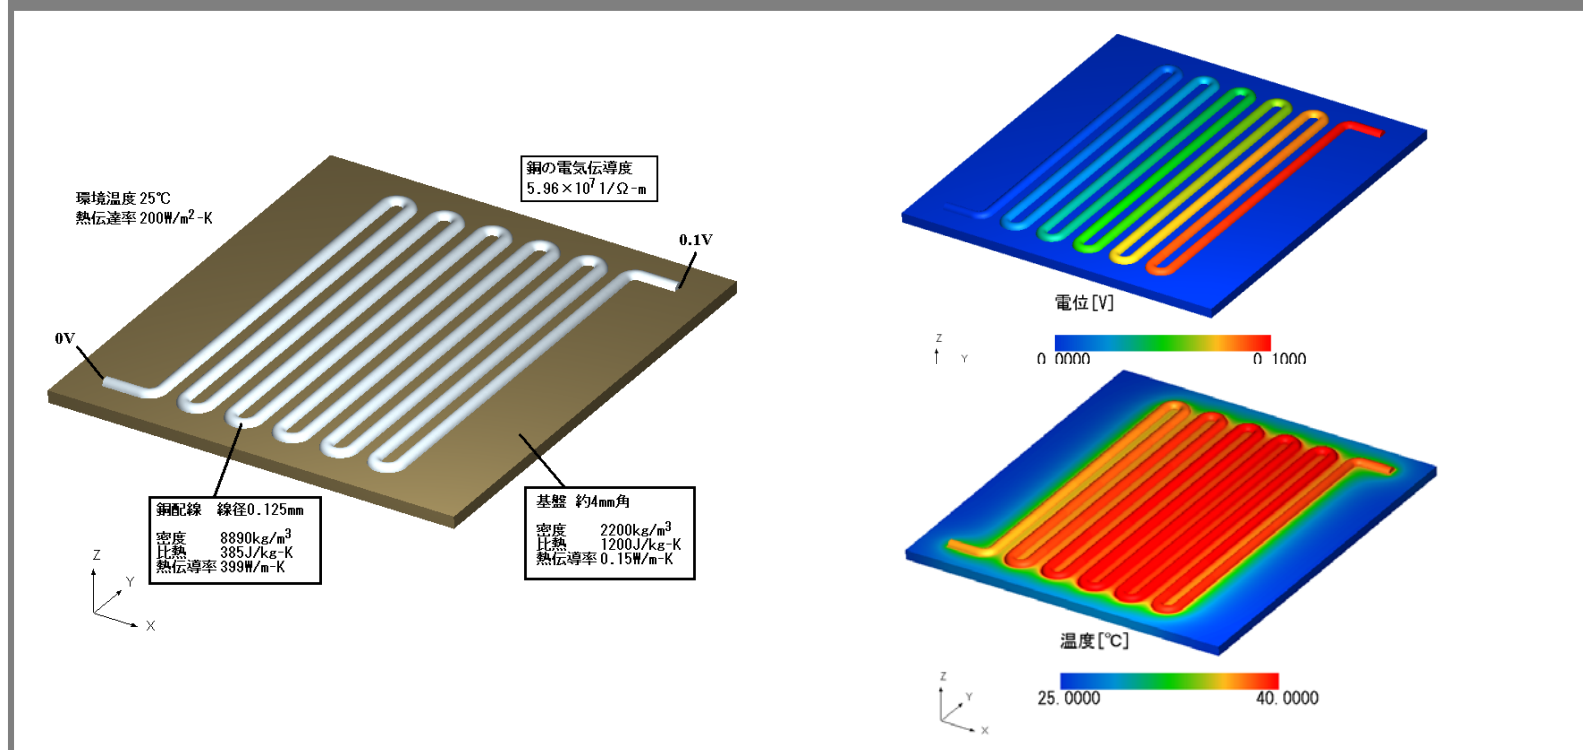 環境温度 25℃
熱伝達率 200W/m²-K
銅の電気伝導度
5.96×10⁷ 1/Ω-m
0.1V
0V
銅配線 線径0.125mm
密度 8890kg/m³
比熱 385J/kg-K
熱伝導率 399W/m-K
基盤 約4mm角
密度 2200kg/m³
比熱 1200J/kg-K
熱伝導率 0.15W/m-K
Z
Y
X
電位[V]
0.0000 0.1000
Z
Y
温度[℃]
25.0000 40.0000
Z
Y
X